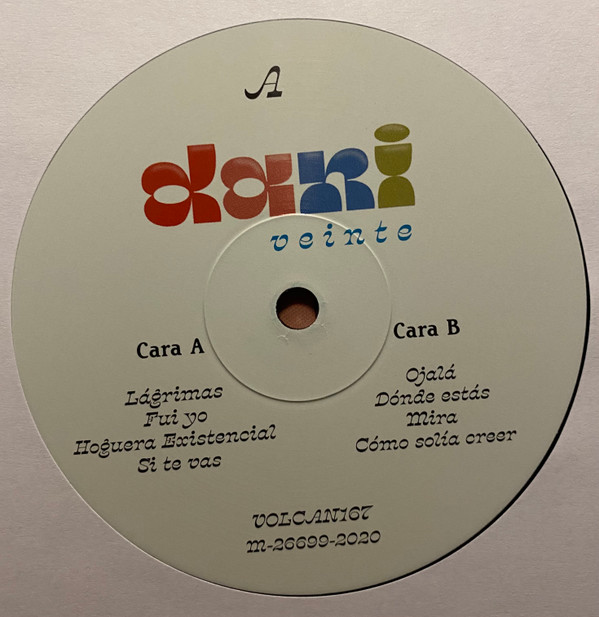 A
dani
veinte
Cara A
Lágrimas
Fui yo
Hoguera Existencial
Si te vas
Cara B
Ojalá
Dónde estás
Mira
Cómo solía creer
VOLCAN167
M-26699-2020